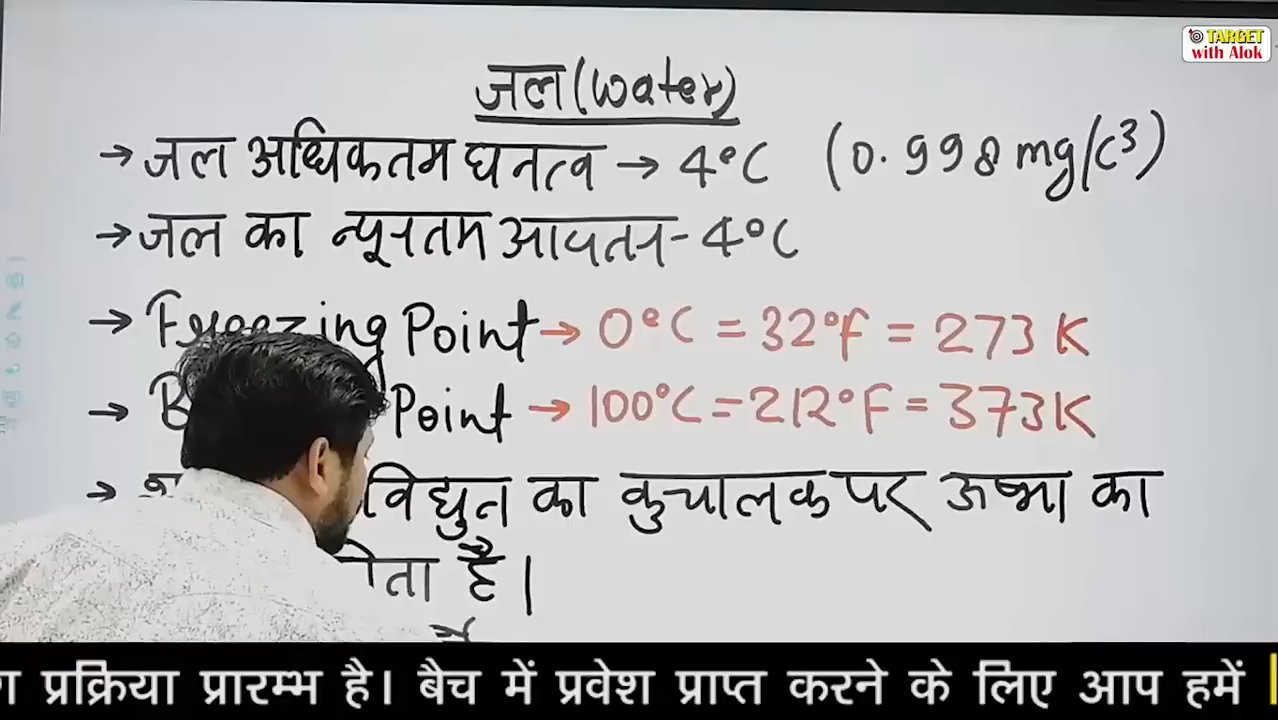 TARGET
with Alok
जल (water)
→ जल अधिकतम घनत्व → 4°C (0.998 mg/c³)
→ जल का न्यूनतम आयतन - 4°C
→ Freezing Point → 0°C = 32°F = 273 K
→ Point → 100°C = 212°F = 373K
→ विद्युत का कुचालक पर ऊष्मा का
है।
प्रक्रिया प्रारम्भ है। बैच में प्रवेश प्राप्त करने के लिए आप हमें